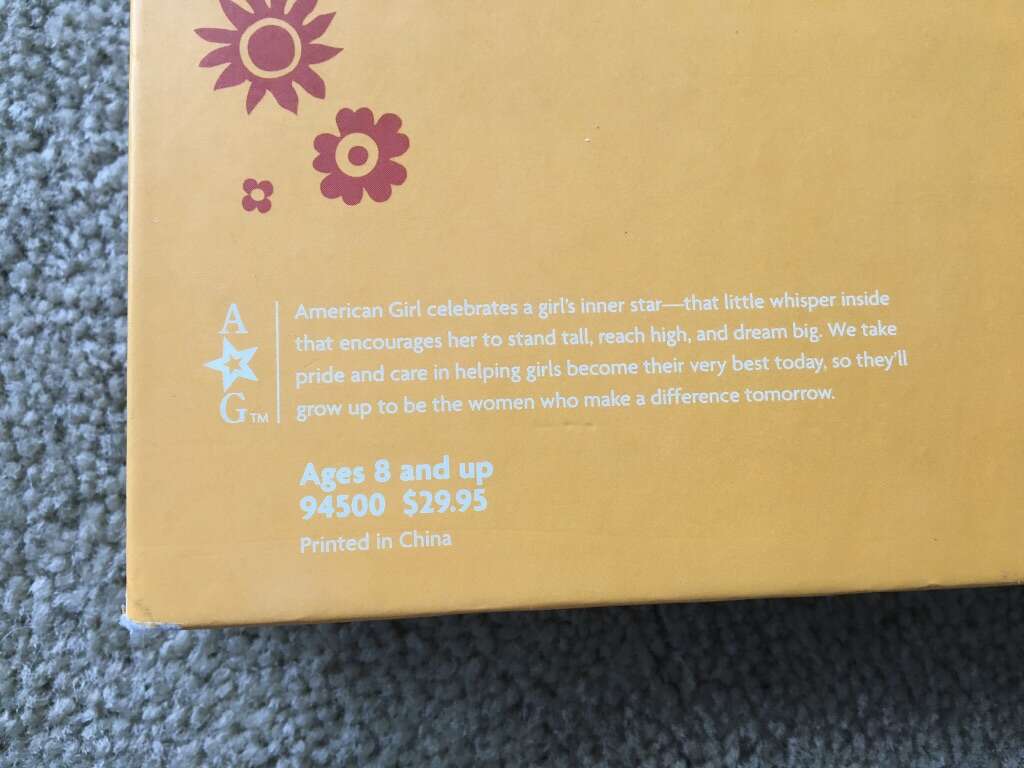 A
G™
American Girl celebrates a girl's inner star—that little whisper inside
that encourages her to stand tall, reach high, and dream big. We take
pride and care in helping girls become their very best today, so they'll
grow up to be the women who make a difference tomorrow.
Ages 8 and up
94500 $29.95
Printed in China